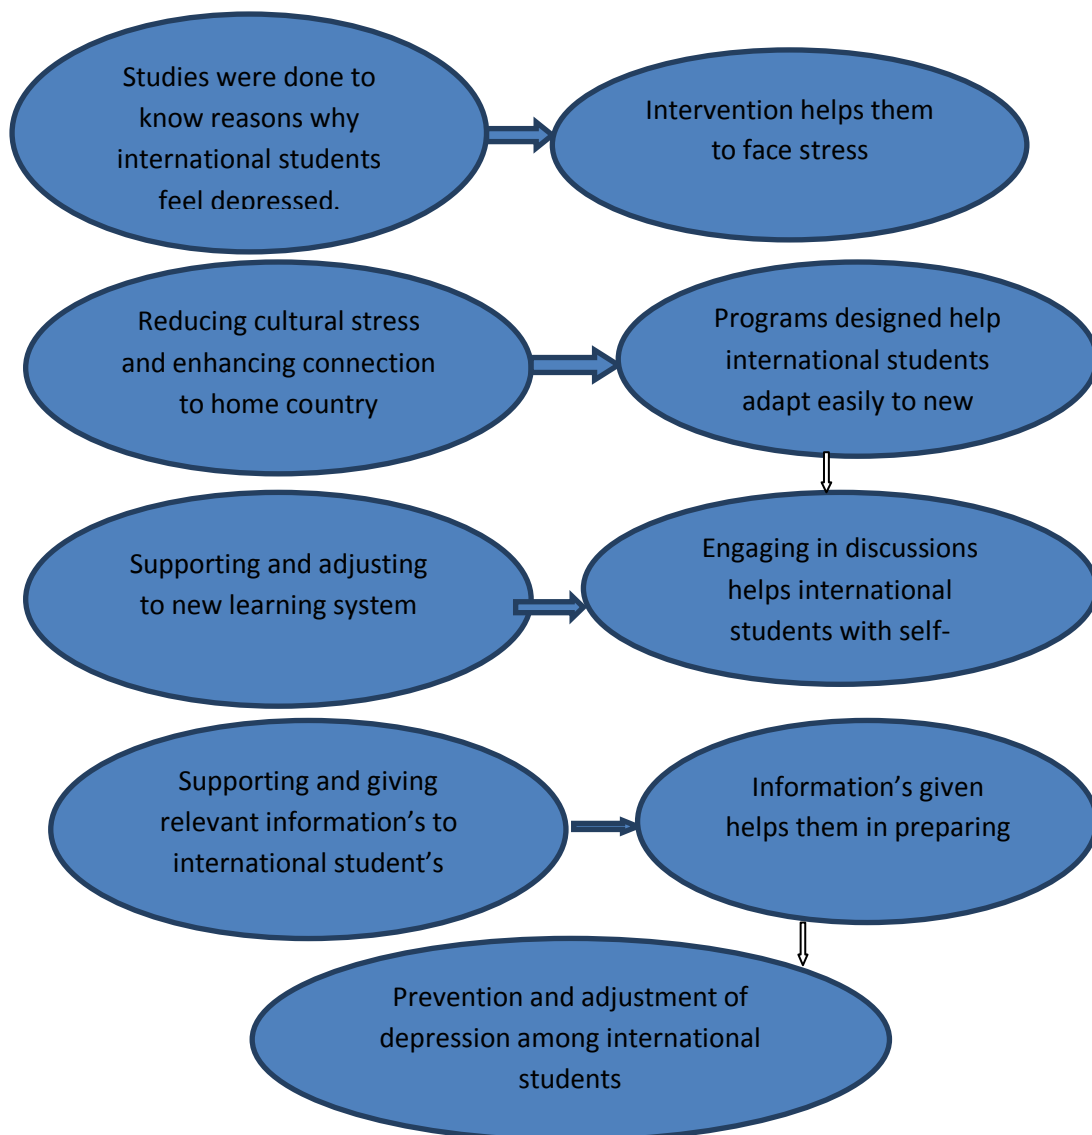 Studies were done to
know reasons why
international students
feel depressed.
Intervention helps them
to face stress
Reducing cultural stress
and enhancing connection
to home country
Programs designed help
international students
adapt easily to new
Supporting and adjusting
to new learning system
Engaging in discussions
helps international
students with self-
Supporting and giving
relevant information’s to
international student’s
Information’s given
helps them in preparing
Prevention and adjustment of
depression among international
students